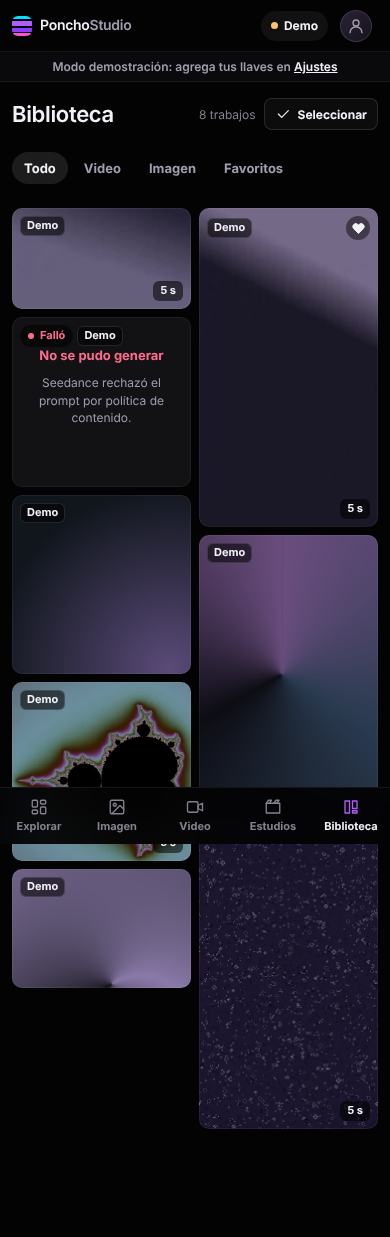 PonchoStudio
Demo
Modo demostración: agrega tus llaves en Ajustes
Biblioteca
8 trabajos
Seleccionar
Todo
Video
Imagen
Favoritos
Demo
5 s
Demo
5 s
Falló
Demo
No se pudo generar
Seedance rechazó el
prompt por política de
contenido.
Demo
Demo
Demo
Explorar
Imagen
Video
Estudios
Biblioteca
Demo
5 s